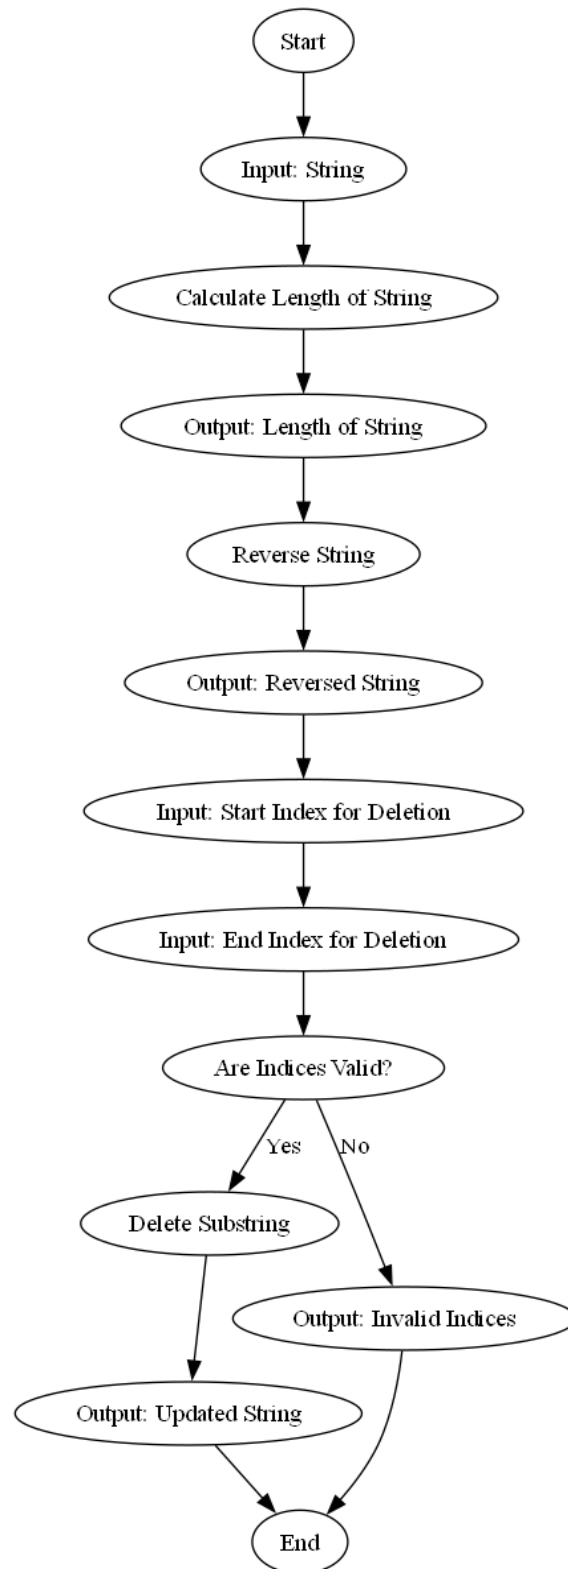 Start
Input: String
Calculate Length of String
Output: Length of String
Reverse String
Output: Reversed String
Input: Start Index for Deletion
Input: End Index for Deletion
Are Indices Valid?
Yes
No
Delete Substring
Output: Invalid Indices
Output: Updated String
End